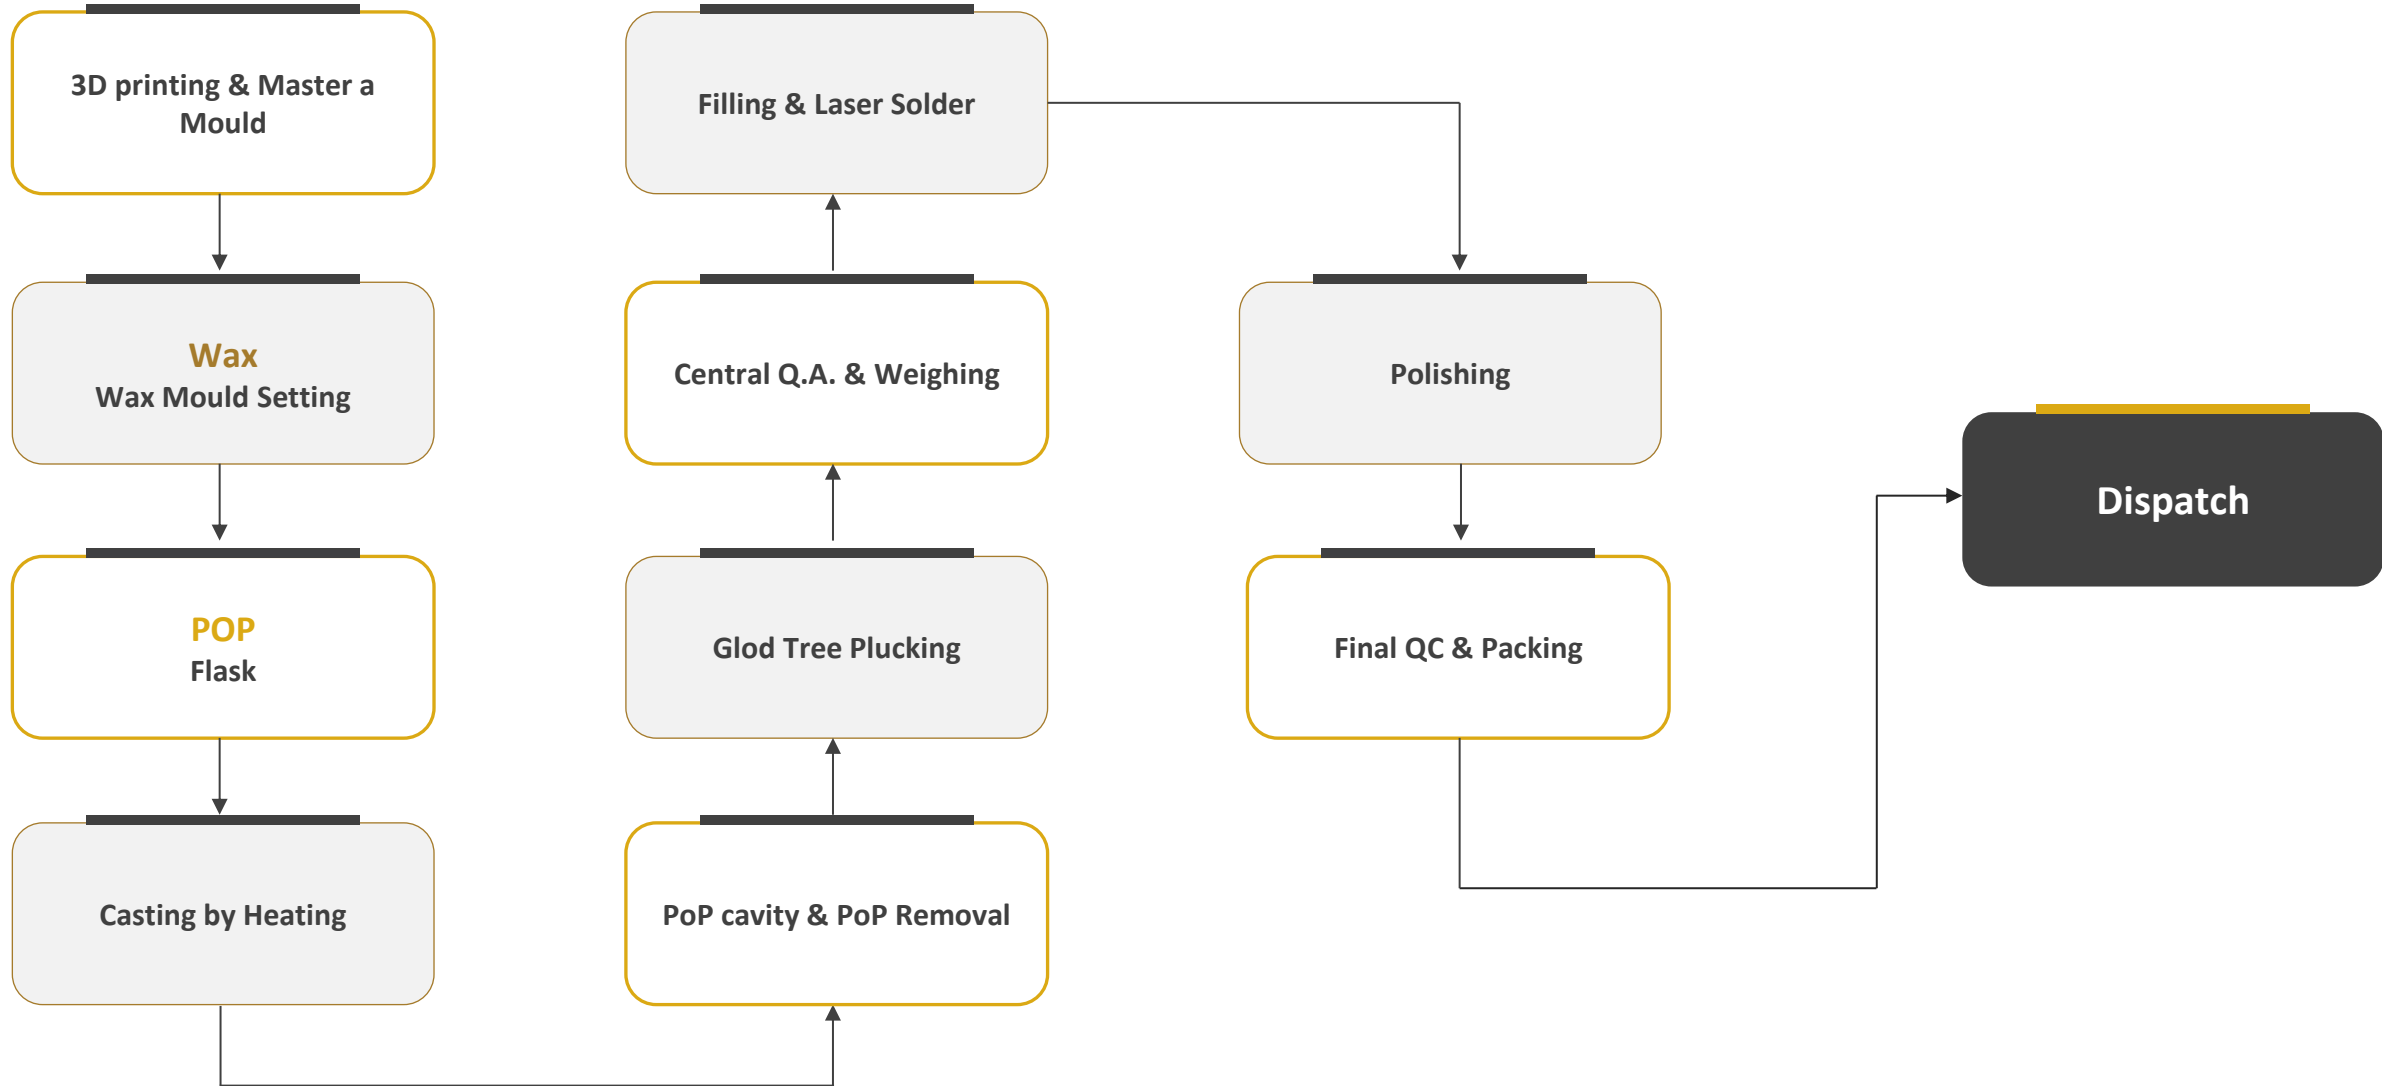 3D printing & Master a
Mould
Wax
Wax Mould Setting
POP
Flask
Casting by Heating
PoP cavity & PoP Removal
Glod Tree Plucking
Central Q.A. & Weighing
Filling & Laser Solder
Polishing
Final QC & Packing
Dispatch